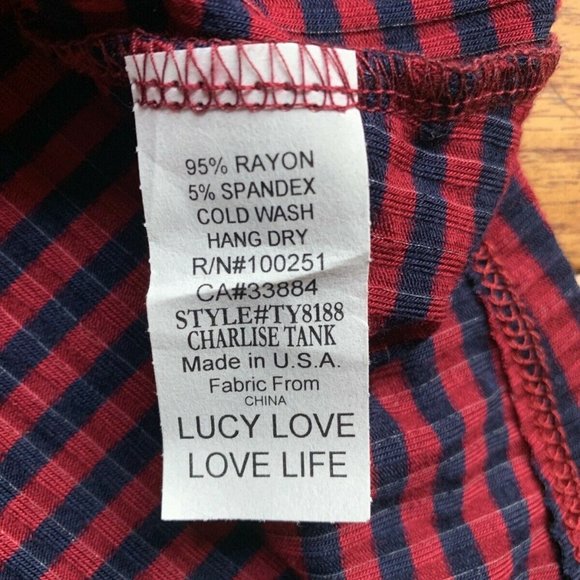 95% RAYON
5% SPANDEX
COLD WASH
HANG DRY
R/N#100251
CA#33884
STYLE#TY8188
CHARLISE TANK
Made in U.S.A.
Fabric From
CHINA
LUCY LOVE
LOVE LIFE